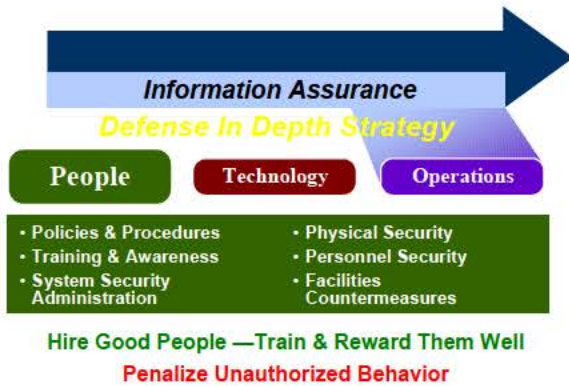 Information Assurance
Defense In Depth Strategy
People
Technology
Operations
• Policies & Procedures
• Training & Awareness
• System Security
Administration
• Physical Security
• Personnel Security
• Facilities
Countermeasures
Hire Good People —Train & Reward Them Well
Penalize Unauthorized Behavior